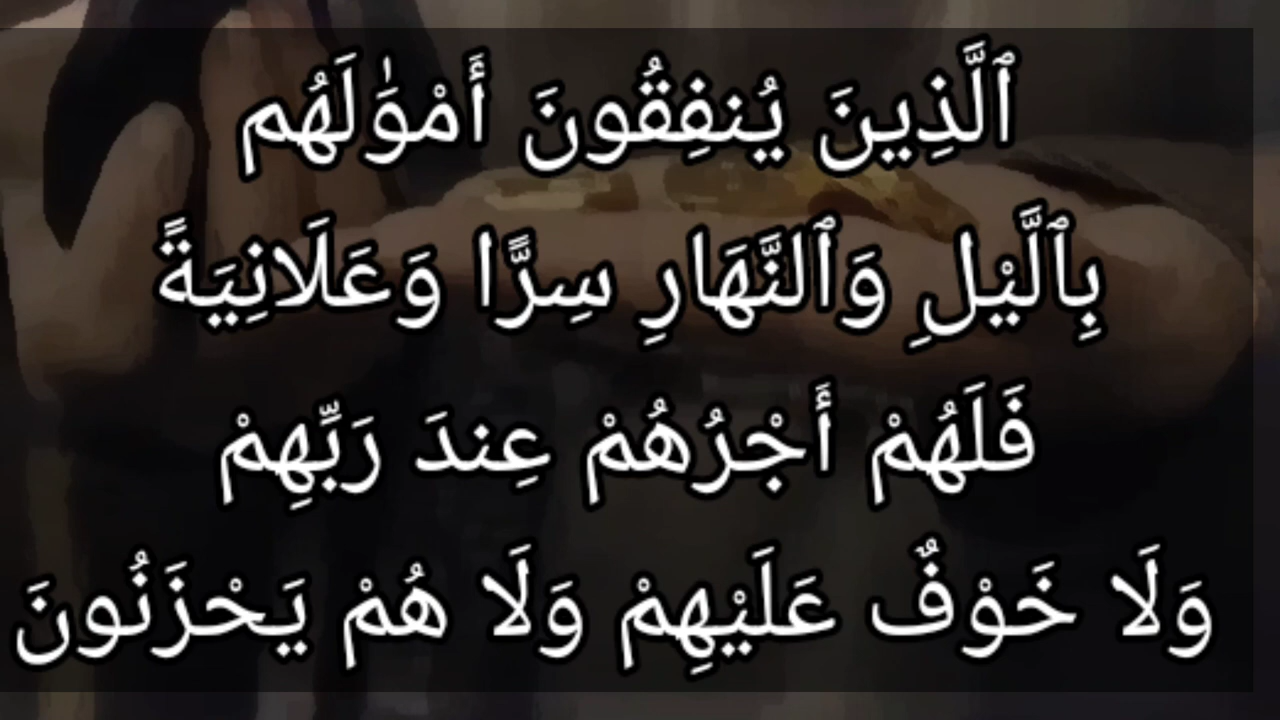 ٱلَّذِينَ يُنفِقُونَ أَمْوَٰلَهُم
بِٱلَّيْلِ وَٱلنَّهَارِ سِرًّا وَعَلَانِيَةً
فَلَهُمْ أَجْرُهُمْ عِندَ رَبِّهِمْ
وَلَا خَوْفٌ عَلَيْهِمْ وَلَا هُمْ يَحْزَنُونَ